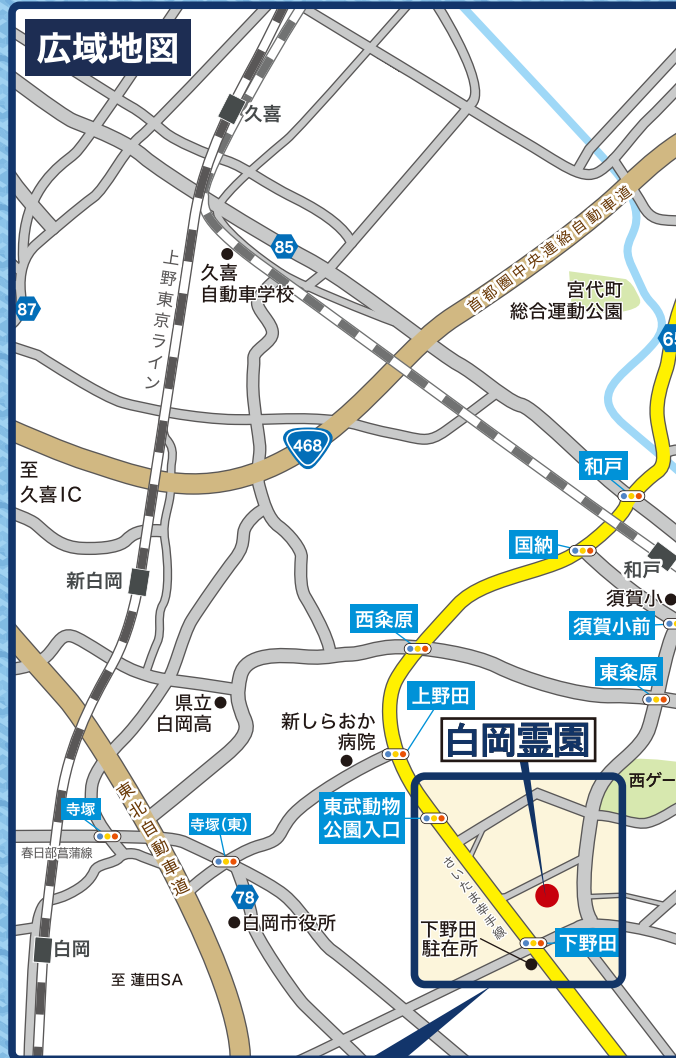 広域地図
久喜
85
久喜
自動車学校
首都圏中央連絡自動車道
宮代町
総合運動公園
87
上野東京ライン
65
468
至
久喜IC
和戸
国納
和戸
新白岡
須賀小
西粂原
須賀小前
東粂原
県立
白岡高
上野田
新しらおか
病院
白岡霊園
西ゲー
東北自動車道
寺塚
寺塚(東)
東武動物
公園入口
春日部菖蒲線
さいたま幸手線
78
白岡市役所
下野田
駐在所
下野田
白岡
至 蓮田SA